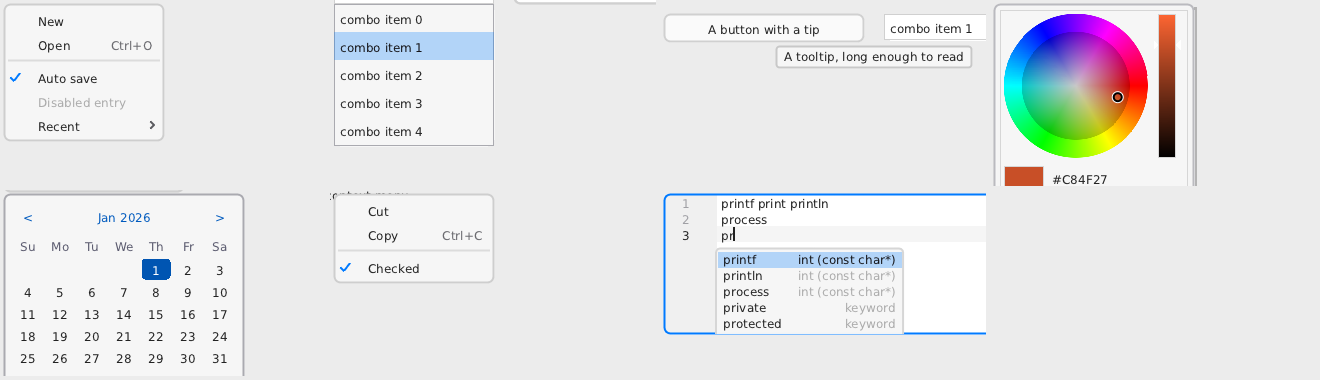 New
Open Ctrl+O
Auto save
Disabled entry
Recent
combo item 0
combo item 1
combo item 2
combo item 3
combo item 4
A button with a tip
combo item 1
A tooltip, long enough to read
#C84F27
< Jan 2026 >
Su Mo Tu We Th Fr Sa
1 2 3
4 5 6 7 8 9 10
11 12 13 14 15 16 17
18 19 20 21 22 23 24
25 26 27 28 29 30 31
Cut
Copy Ctrl+C
Checked
1 printf print println
2 process
3 pr
printf int (const char*)
println int (const char*)
process int (const char*)
private keyword
protected keyword